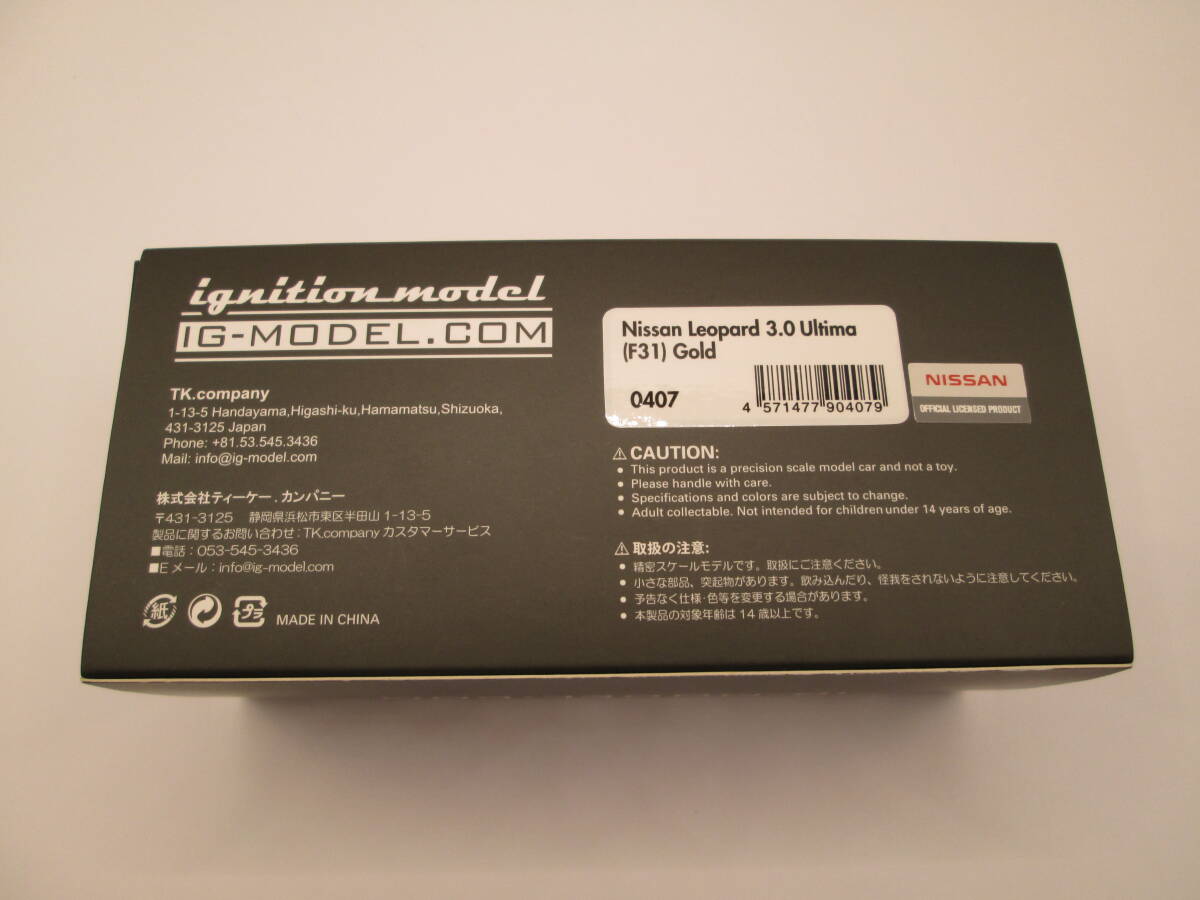 ignition model
IG-MODEL.COM
TK.company
1-13-5 Handayama,Higashi-ku,Hamamatsu,Shizuoka,
431-3125 Japan
Phone: +81.53.545.3436
Mail: info@ig-model.com
株式会社ティーケー.カンパニー
〒431-3125 静岡県浜松市東区半田山1-13-5
製品に関するお問い合わせ:TK.companyカスタマーサービス
■電話:053-545-3436
■Eメール:info@ig-model.com
紙
プラ
MADE IN CHINA
Nissan Leopard 3.0 Ultima
(F31) Gold
0407
4 571477 904079
NISSAN
OFFICIAL LICENSED PRODUCT
⚠ CAUTION:
● This product is a precision scale model car and not a toy.
● Please handle with care.
● Specifications and colors are subject to change.
● Adult collectable. Not intended for children under 14 years of age.
⚠ 取扱の注意:
● 精密スケールモデルです。取扱にご注意ください。
● 小さな部品、突起物があります。飲み込んだり、怪我をされないように注意してください。
● 予告なく仕様・色等を変更する場合があります。
● 本製品の対象年齢は14歳以上です。